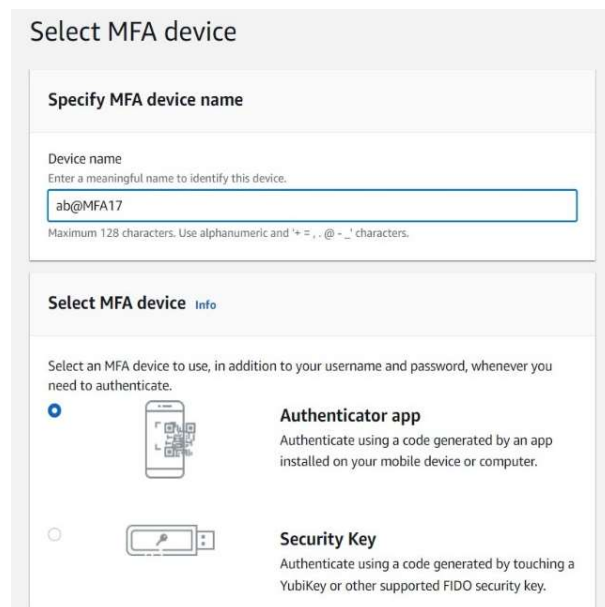 Select MFA device
Specify MFA device name
Device name
Enter a meaningful name to identify this device.
ab@MFA17
Maximum 128 characters. Use alphanumeric and '+ = , . @ - _' characters.
Select MFA device Info
Select an MFA device to use, in addition to your username and password, whenever you
need to authenticate.
Authenticator app
Authenticate using a code generated by an app
installed on your mobile device or computer.
Security Key
Authenticate using a code generated by touching a
YubiKey or other supported FIDO security key.